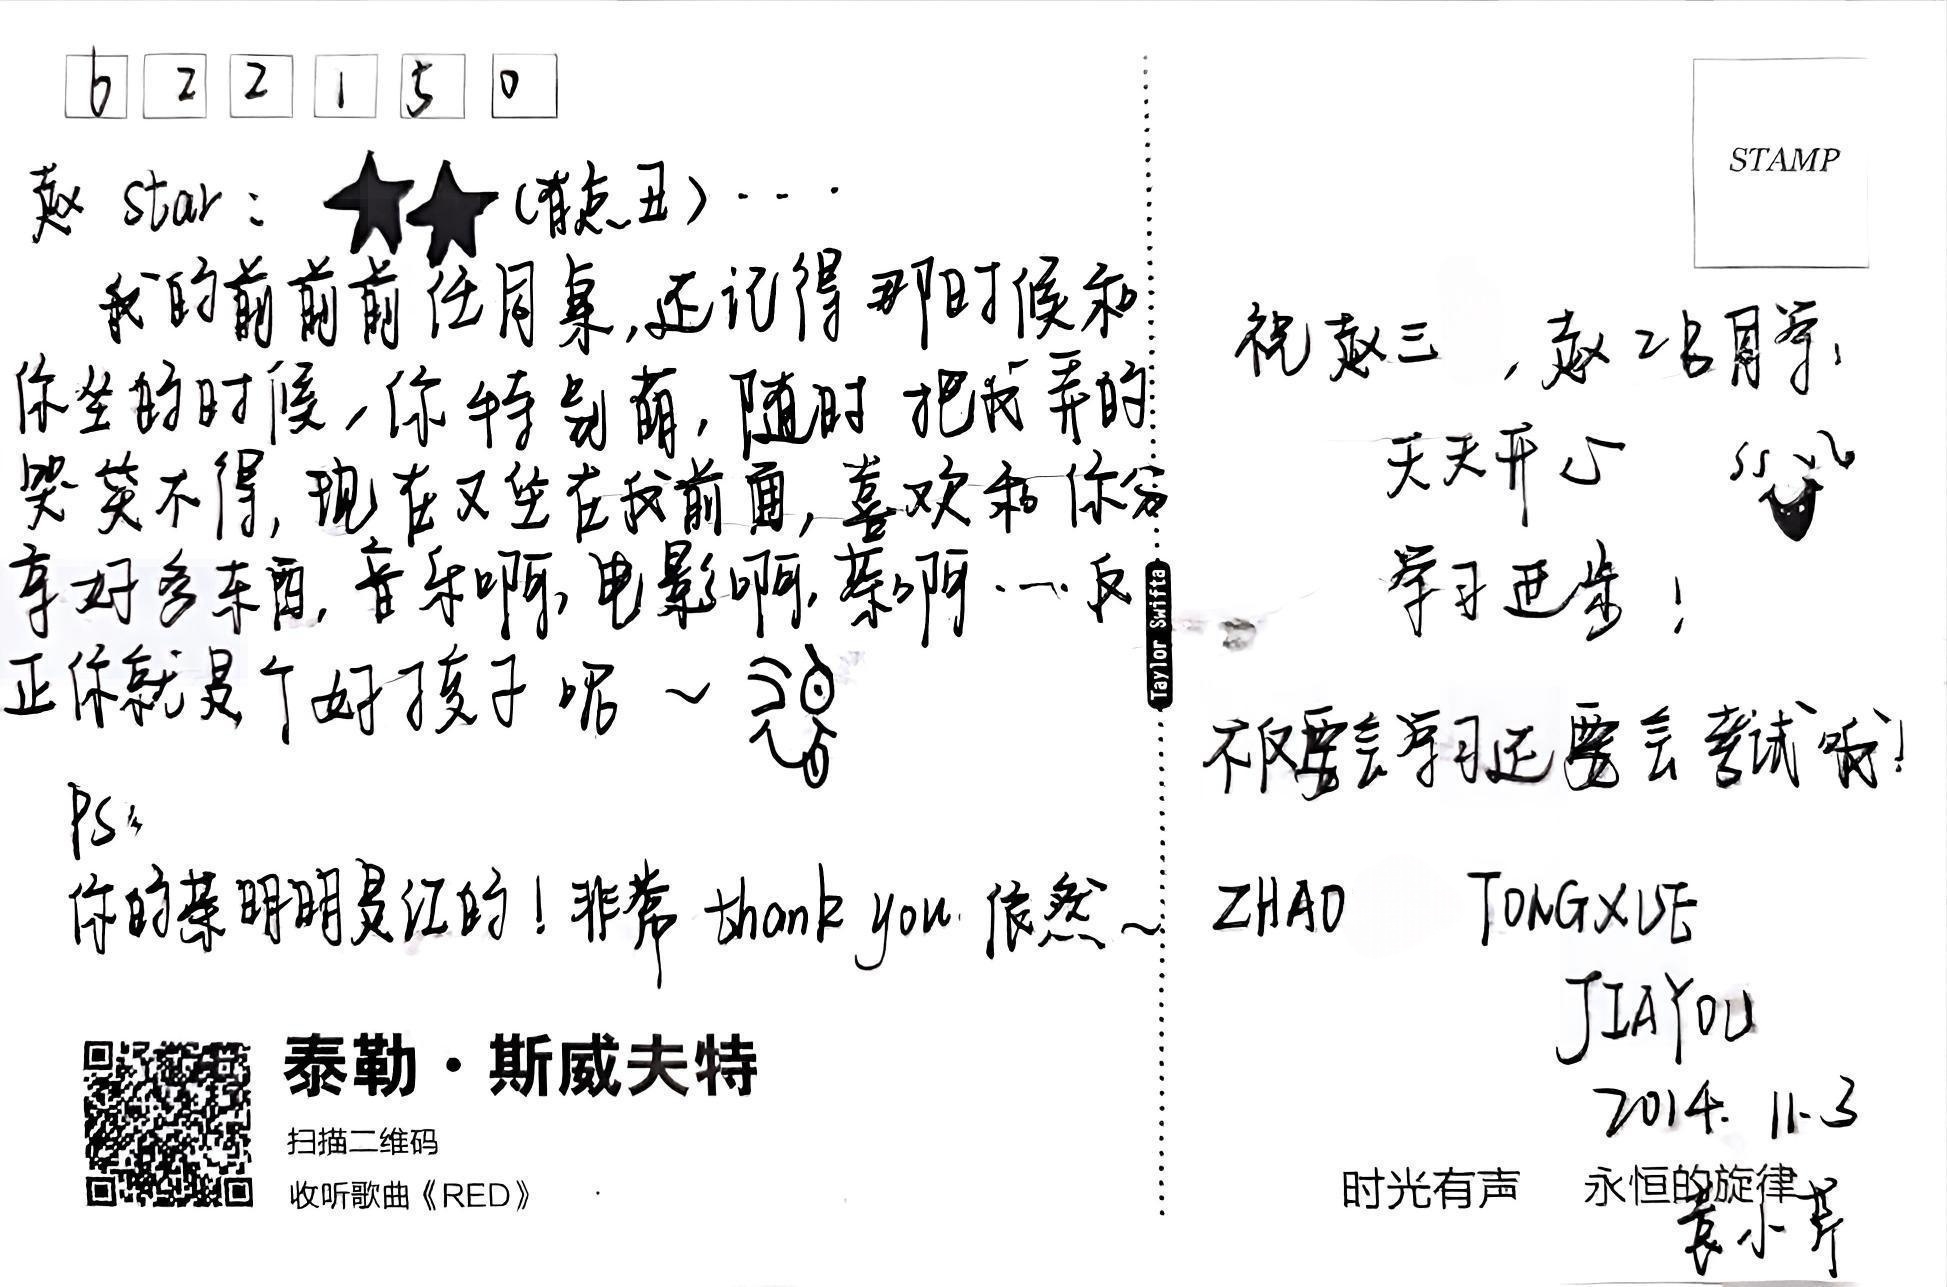 622150
赵 star: ★★(有点丑)····
我的前前前任同桌,还记得那时候和
你坐的时候,你特别萌,随时把我弄的
哭笑不得,现在又坐在我前面,喜欢和你分
享好多东西,音乐啊,电影啊,蔡啊……反
正你就是个好孩子呢~
PS:
你的蔡明明是红的!非常 thank you 依然~
泰勒·斯威夫特
扫描二维码
收听歌曲《RED》
Taylor Swifta
STAMP
祝赵三,赵2B同学,
天天开心
学习进步!
不仅要会学习还要会考试哦!
ZHAO TONGXUE
JIAYOU
2014.11.3
时光有声 永恒的旋律
袁小芹